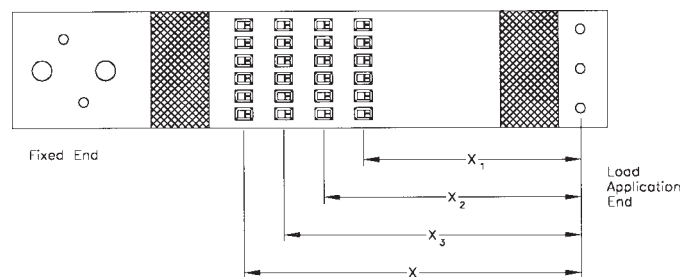 Fixed End
X1
Load
Application
End
X2
X3
X